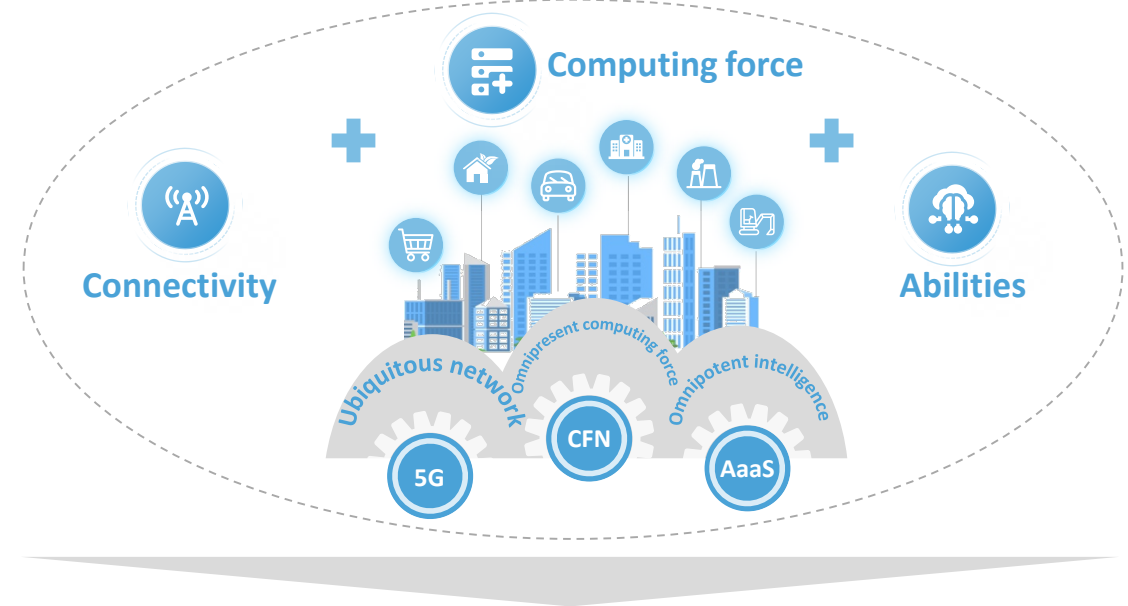 Computing force
Connectivity
Abilities
Ubiquitous network
Omnipresent computing force
Omnipotent intelligence
5G
CFN
AaaS